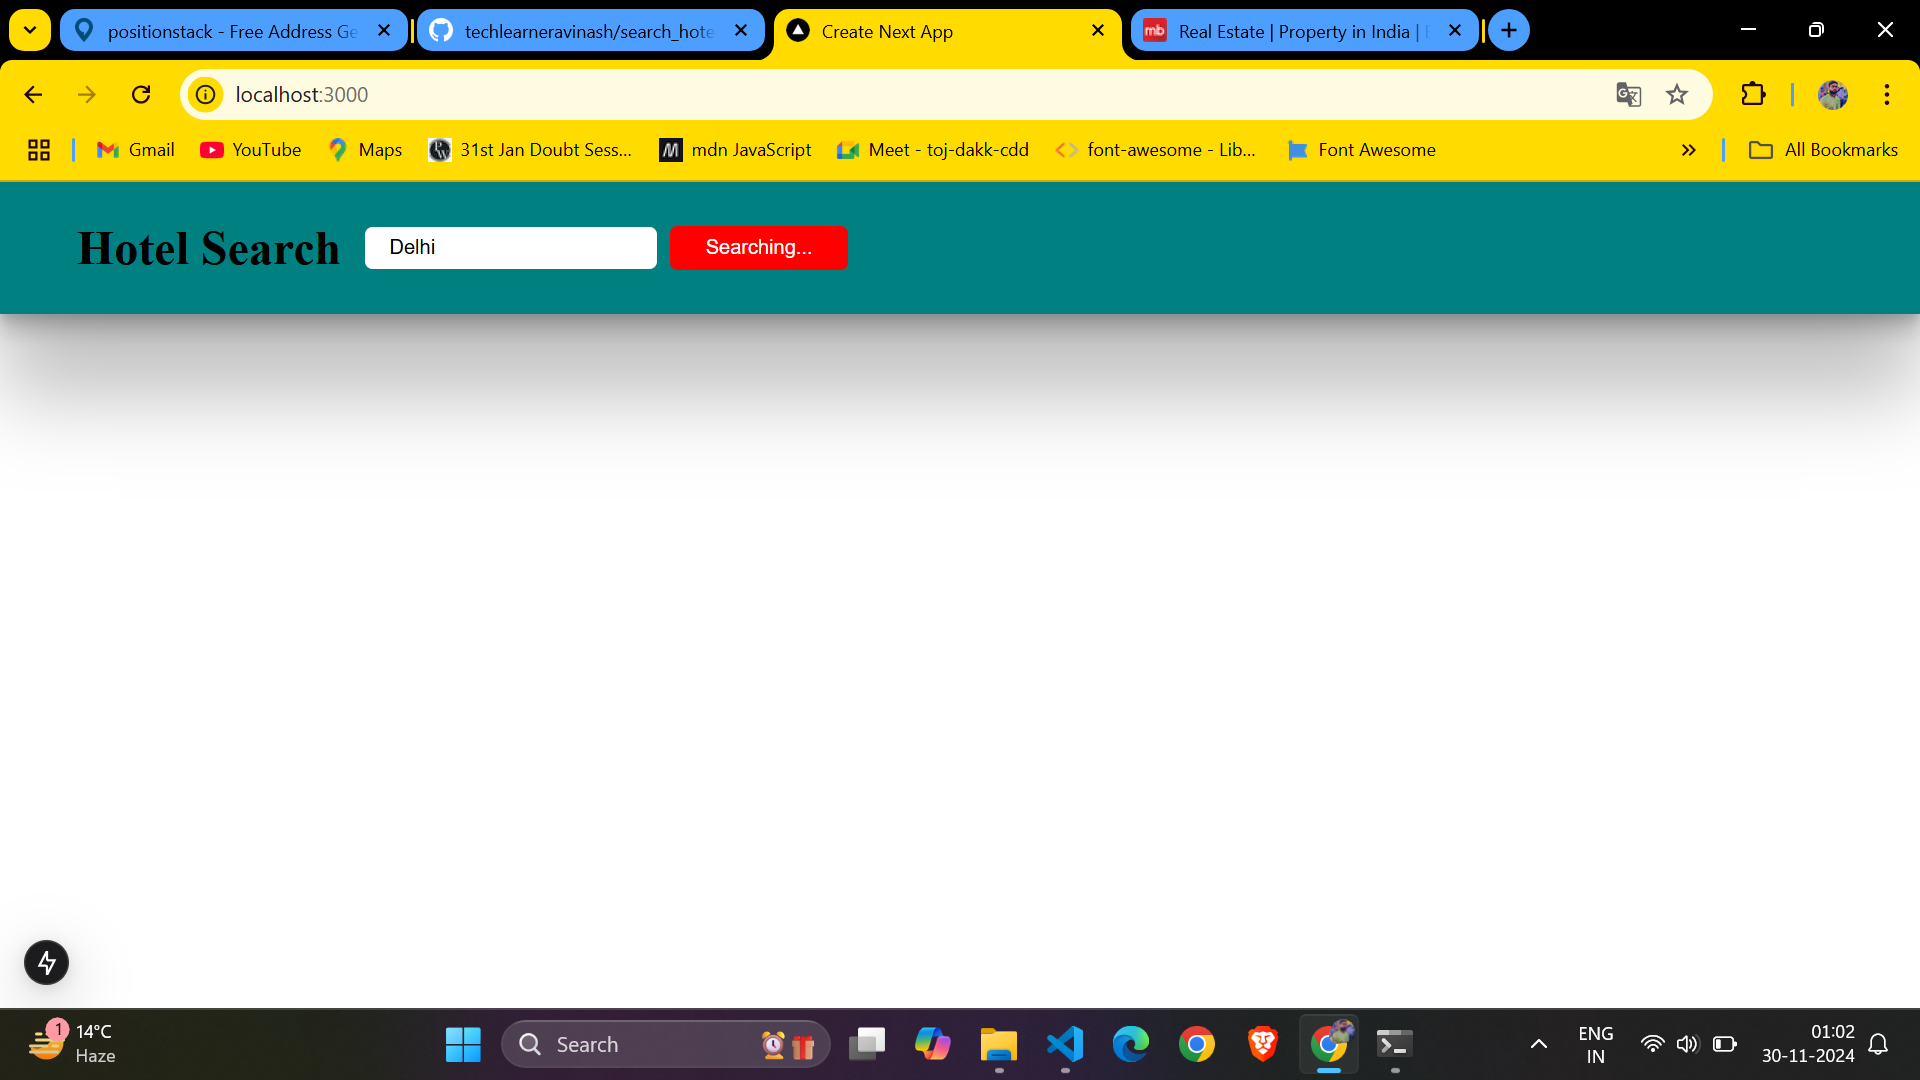 positionstack - Free Address Ge
techlearneravinash/search_hote
Create Next App
mb
Real Estate | Property in India |
localhost:3000
Gmail
YouTube
Maps
31st Jan Doubt Sess...
M
mdn JavaScript
Meet - toj-dakk-cdd
font-awesome - Lib...
Font Awesome
All Bookmarks
Hotel Search
Delhi
Searching...
1
14°C
Haze
Search
ENG
IN
01:02
30-11-2024